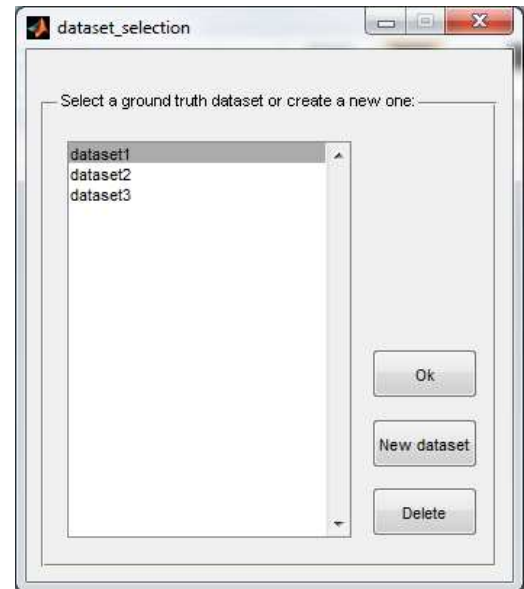 dataset_selection
Select a ground truth dataset or create a new one:
dataset1
dataset2
dataset3
Ok
New dataset
Delete